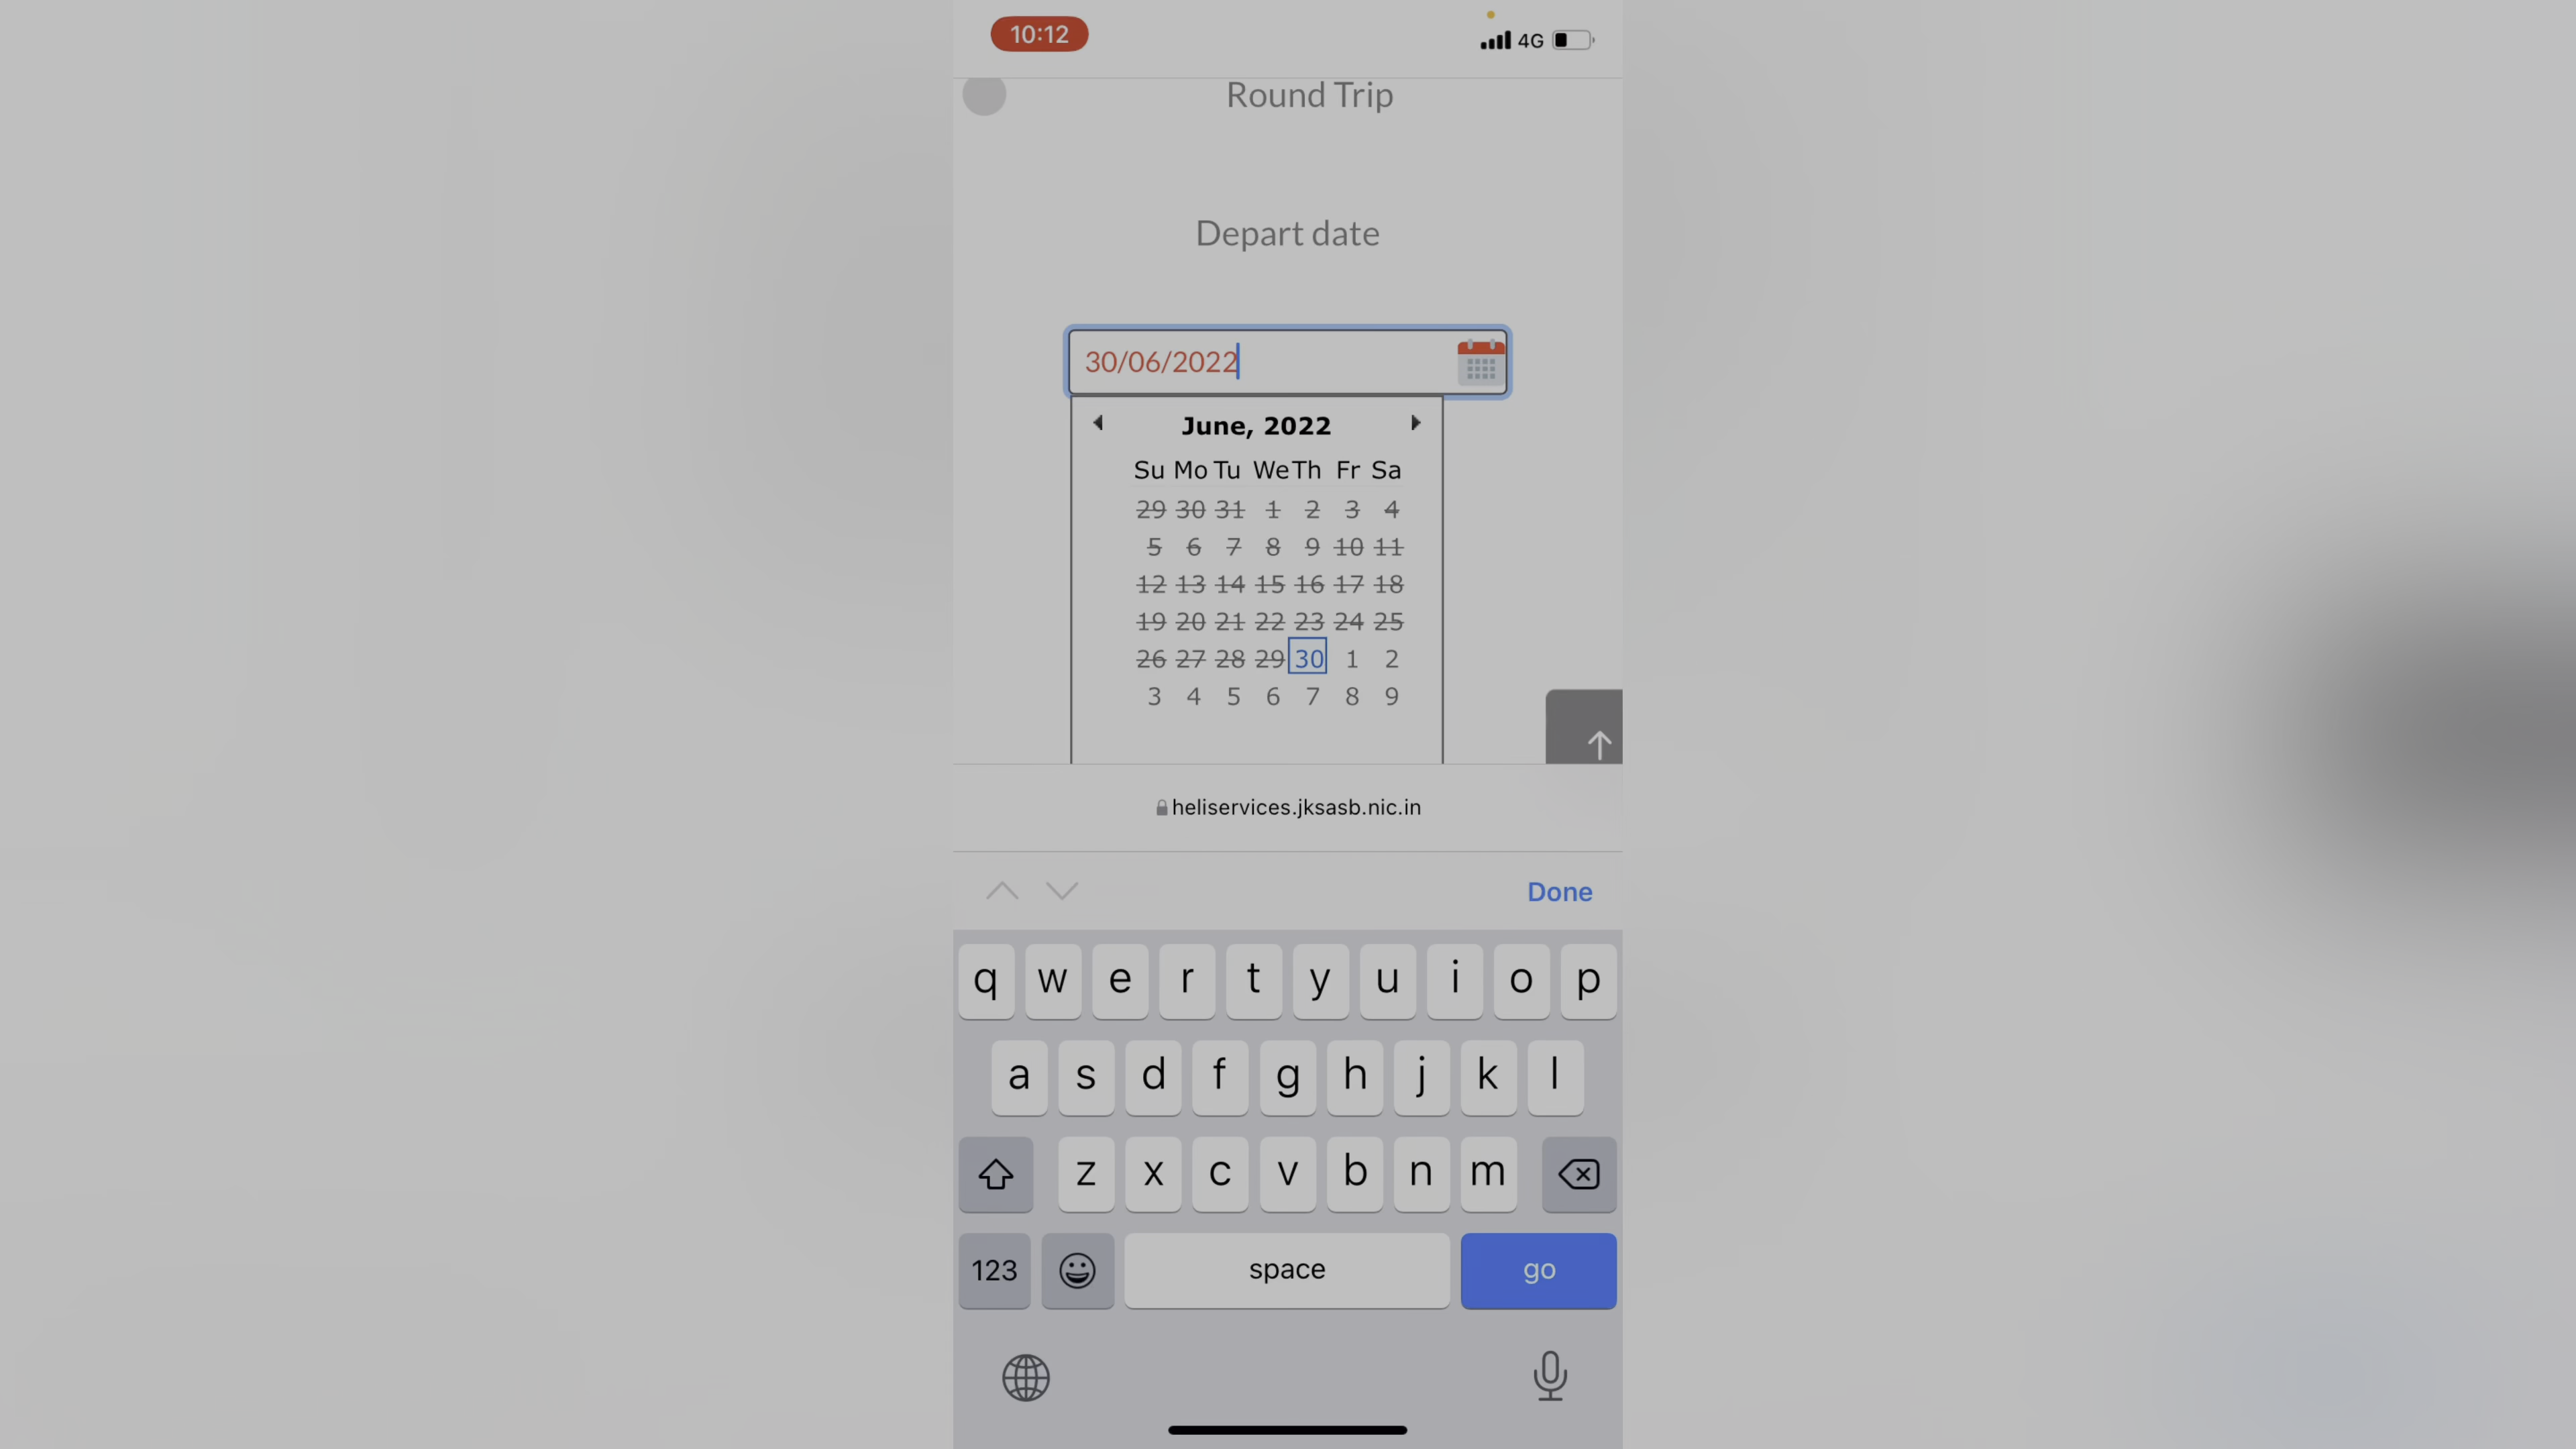 10:12
4G
Round Trip
Depart date
30/06/2022
June, 2022
Su Mo Tu We Th Fr Sa
29 30 31 1 2 3 4
5 6 7 8 9 10 11
12 13 14 15 16 17 18
19 20 21 22 23 24 25
26 27 28 29 30 1 2
3 4 5 6 7 8 9
heliservices.jksasb.nic.in
Done
q w e r t y u i o p
a s d f g h j k l
z x c v b n m
123 space go